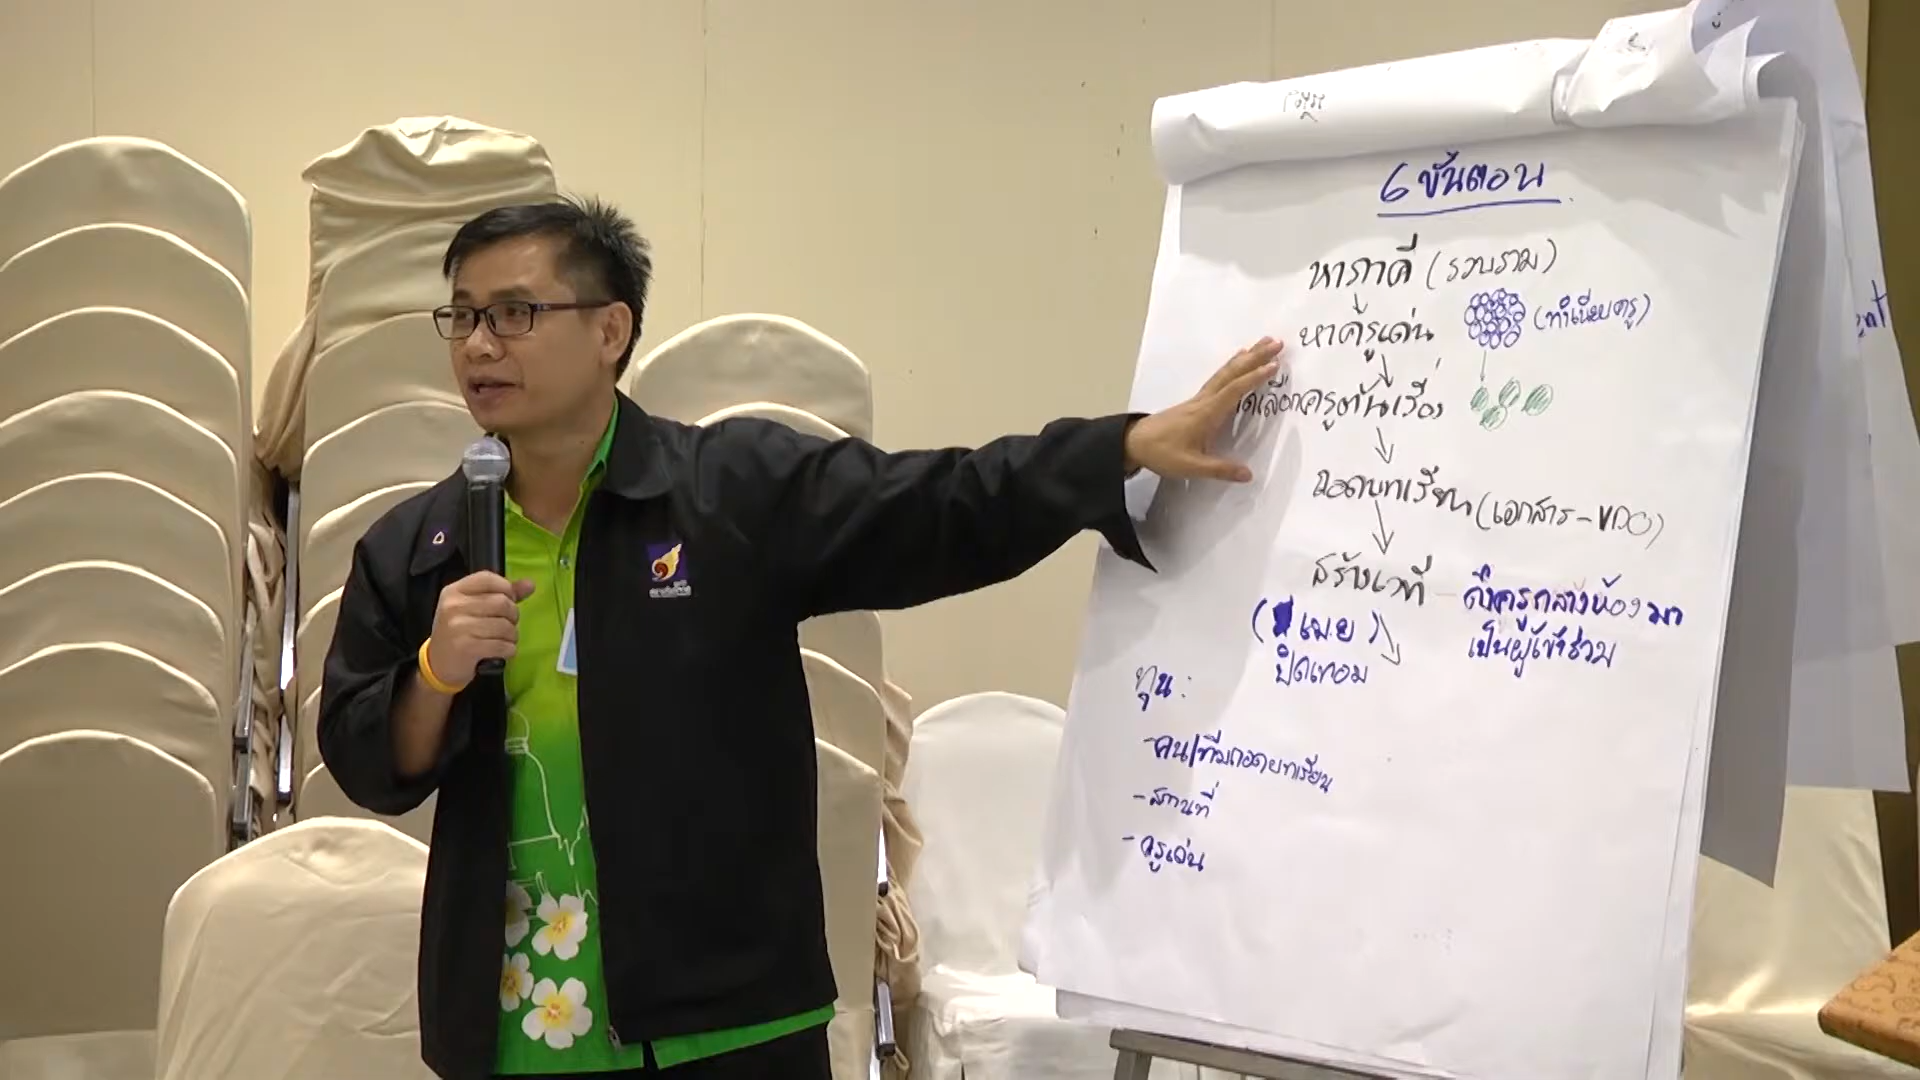 6 ขั้นตอน
หาภาคี (รวบรวม)
หาครูเด่น (ทำเนียบครู)
คัดเลือกครูต้นเรื่อง
ถอดบทเรียน (เอกสาร - VDO)
สร้างเวที - ดึงครูกลางห้องมา
เป็นผู้เข้าร่วม
(เม.ย)
ปิดเทอม
ทุน :
- คน/ทีมถอดบทเรียน
- สถานที่
- ครูเด่น